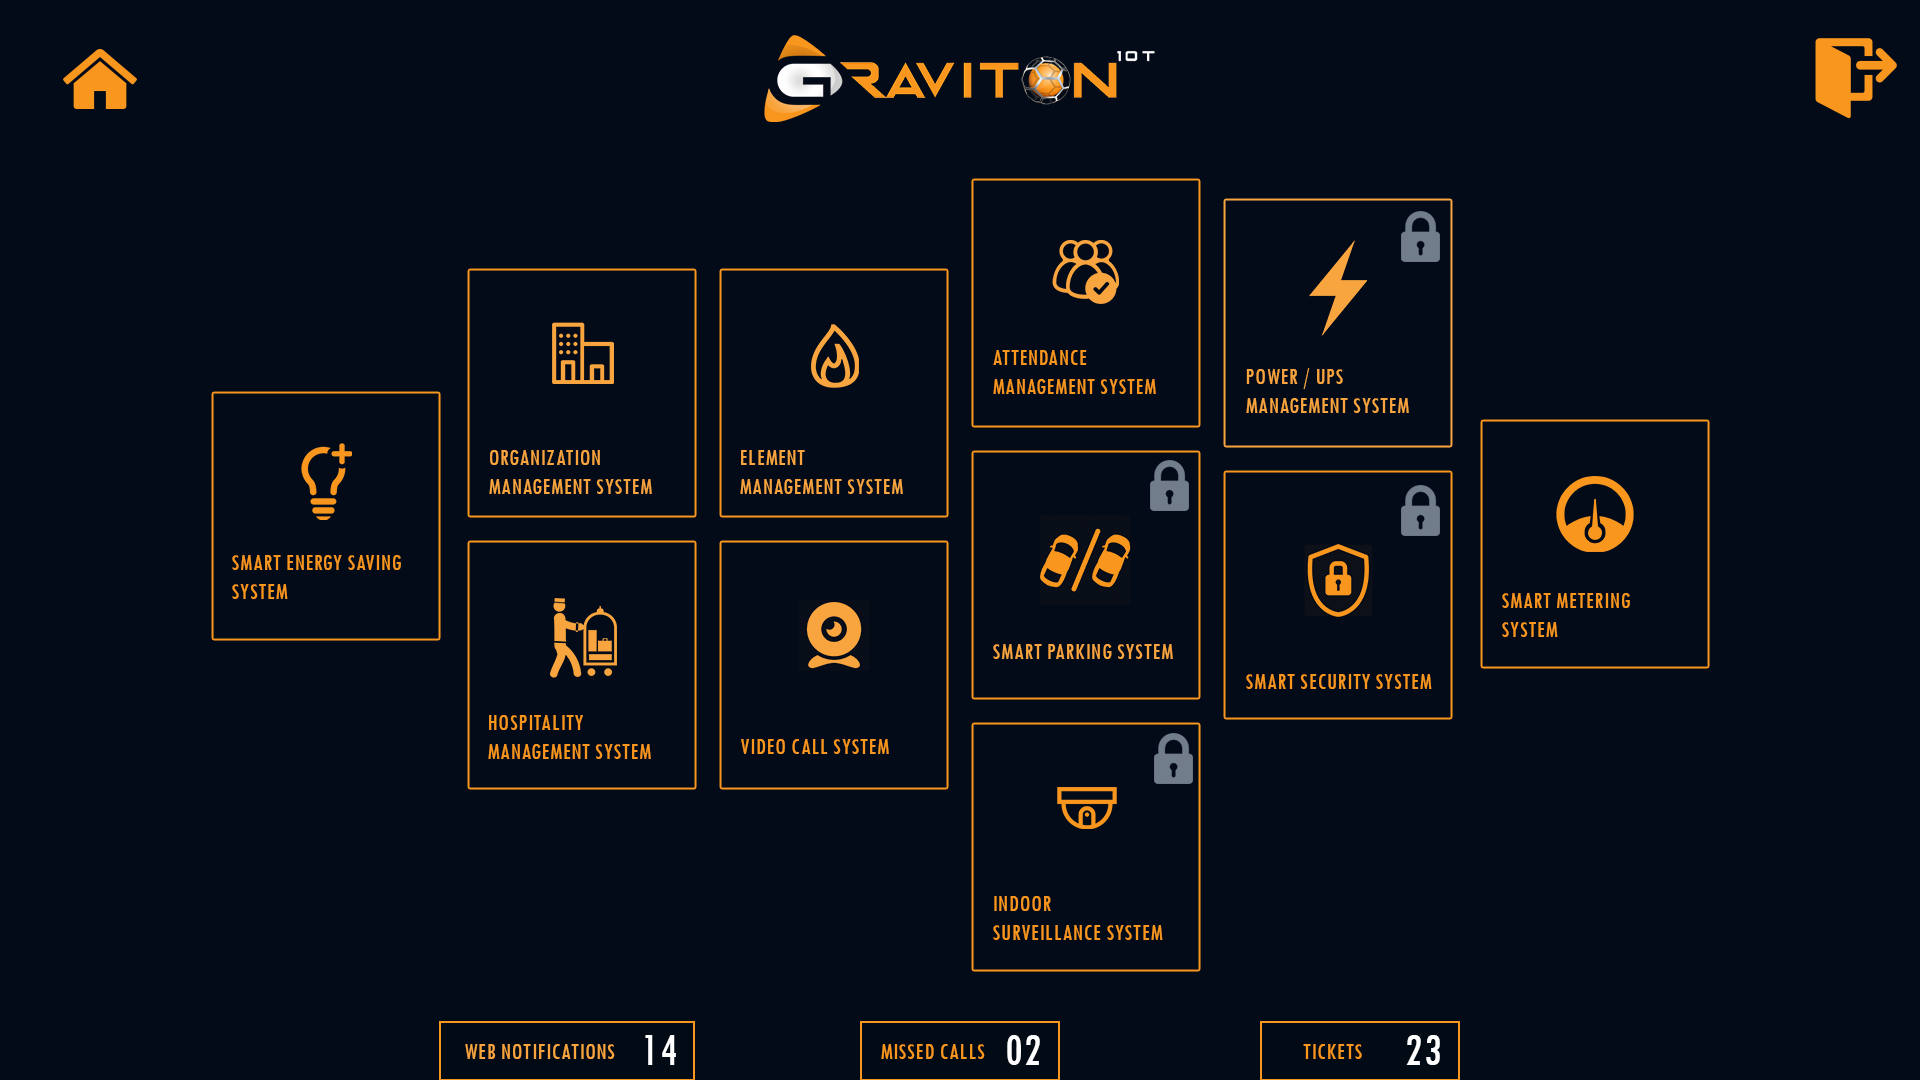 GRAVITON IOT
ATTENDANCE
MANAGEMENT SYSTEM
POWER / UPS
MANAGEMENT SYSTEM
ORGANIZATION
MANAGEMENT SYSTEM
ELEMENT
MANAGEMENT SYSTEM
SMART ENERGY SAVING
SYSTEM
SMART METERING
SYSTEM
SMART PARKING SYSTEM
SMART SECURITY SYSTEM
HOSPITALITY
MANAGEMENT SYSTEM
VIDEO CALL SYSTEM
INDOOR
SURVEILLANCE SYSTEM
WEB NOTIFICATIONS 14
MISSED CALLS 02
TICKETS 23